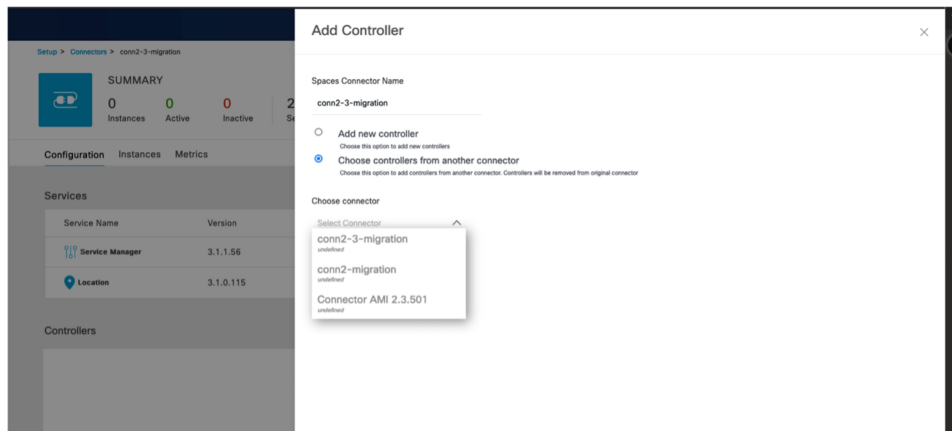 Add Controller
Setup > Connectors > conn2-3-migration
SUMMARY
0
Instances
0
Active
0
Inactive
2
Se
Configuration
Instances
Metrics
Services
Service Name
Version
Service Manager
3.1.1.56
Location
3.1.0.115
Controllers
Spaces Connector Name
conn2-3-migration
Add new controller
Choose this option to add new controllers
Choose controllers from another connector
Choose this option to add controllers from another connector. Controllers will be removed from original connector
Choose connector
Select Connector
conn2-3-migration
undefined
conn2-migration
undefined
Connector AMI 2.3.501
undefined